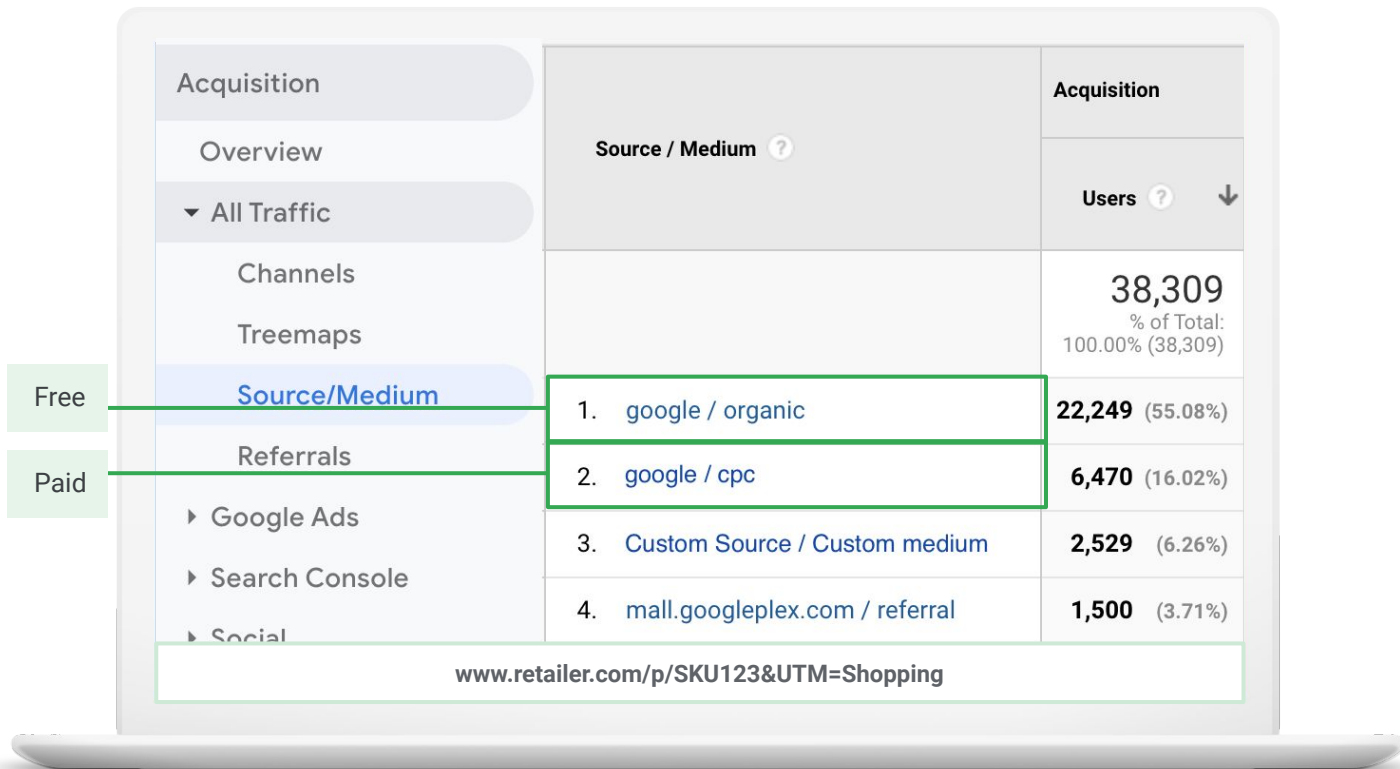 Free
Paid
Acquisition
Overview
All Traffic
Channels
Treemaps
Source/Medium
Referrals
Google Ads
Search Console
Social
Source / Medium ?
Acquisition
Users ?
38,309
% of Total:
100.00% (38,309)
1. google / organic 22,249 (55.08%)
2. google / cpc 6,470 (16.02%)
3. Custom Source / Custom medium 2,529 (6.26%)
4. mall.googleplex.com / referral 1,500 (3.71%)
www.retailer.com/p/SKU123&UTM=Shopping